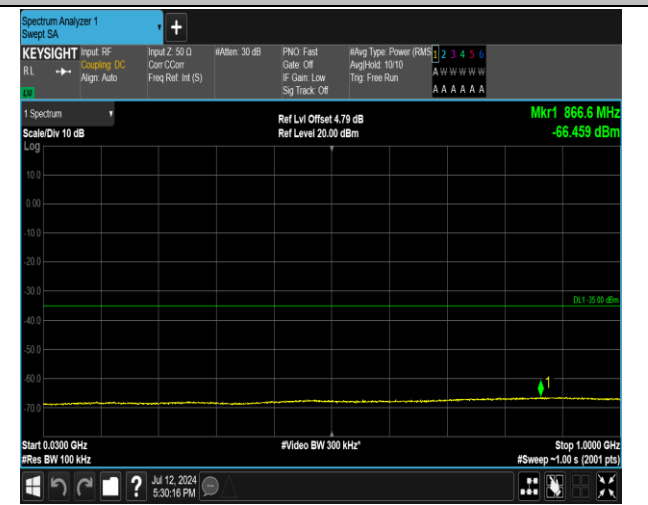 Spectrum Analyzer 1
Swept SA
+
KEYSIGHT
RL
Input: RF
Coupling: DC
Align: Auto
Input Z: 50 Ω
Corr CCorr
Freq Ref: Int (S)
#Atten: 30 dB
PNO: Fast
Gate: Off
IF Gain: Low
Sig Track: Off
#Avg Type: Power (RMS
Avg|Hold: 10/10
Trig: Free Run
1 2 3 4 5 6
A W W W W W
A A A A A A
1 Spectrum
Scale/Div 10 dB
Ref Lvl Offset 4.79 dB
Ref Level 20.00 dBm
Mkr1 866.6 MHz
-66.459 dBm
Log
10.0
0.00
-10.0
-20.0
-30.0
DL1 -35.00 dBm
-40.0
-50.0
-60.0
1
-70.0
Start 0.0300 GHz
#Res BW 100 kHz
#Video BW 300 kHz*
Stop 1.0000 GHz
#Sweep ~1.00 s (2001 pts)
?
Jul 12, 2024
5:30:16 PM